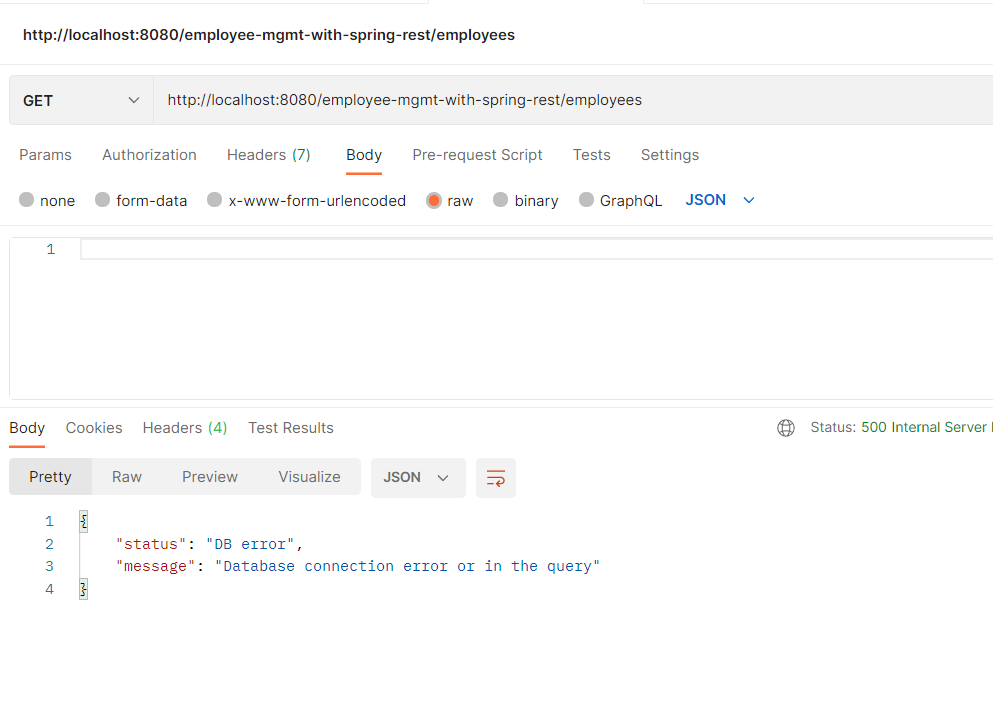 http://localhost:8080/employee-mgmt-with-spring-rest/employees
GET http://localhost:8080/employee-mgmt-with-spring-rest/employees
Params Authorization Headers (7) Body Pre-request Script Tests Settings
none form-data x-www-form-urlencoded raw binary GraphQL JSON
1
Body Cookies Headers (4) Test Results Status: 500 Internal Server
Pretty Raw Preview Visualize JSON
1 {
2 "status": "DB error",
3 "message": "Database connection error or in the query"
4 }